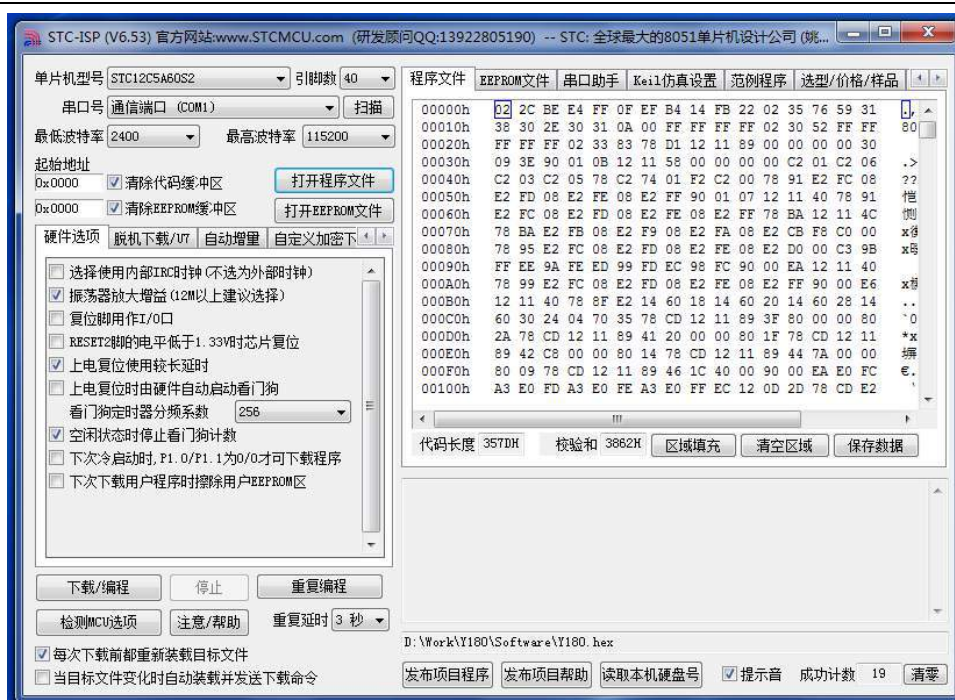 STC-ISP (V6.53) 官方网站:www.STCMCU.com (研发顾问QQ:13922805190) -- STC: 全球最大的8051单片机设计公司 (姚...
单片机型号 STC12C5A60S2 引脚数 40
串口号 通信端口 (COM1) 扫描
最低波特率 2400 最高波特率 115200
起始地址
0x0000 清除代码缓冲区 打开程序文件
0x0000 清除EEPROM缓冲区 打开EEPROM文件
硬件选项 脱机下载/U7 自动增量 自定义加密下
选择使用内部IRC时钟(不选为外部时钟)
振荡器放大增益(12M以上建议选择)
复位脚用作I/O口
RESET2脚的电平低于1.33V时芯片复位
上电复位使用较长延时
上电复位时由硬件自动启动看门狗
看门狗定时器分频系数 256
空闲状态时停止看门狗计数
下次冷启动时,P1.0/P1.1为0/0才可下载程序
下次下载用户程序时擦除用户EEPROM区
下载/编程 停止 重复编程
检测MCU选项 注意/帮助 重复延时 3 秒
每次下载前都重新装载目标文件
当目标文件变化时自动装载并发送下载命令
程序文件 EEPROM文件 串口助手 Keil仿真设置 范例程序 选型/价格/样品
00000h 02 2C BE E4 FF 0F EF B4 14 FB 22 02 35 76 59 31 .,
00010h 38 30 2E 30 31 0A 00 FF FF FF FF 02 30 52 FF FF 80
00020h FF FF FF 02 33 83 78 D1 12 11 89 00 00 00 00 30
00030h 09 3E 90 01 0B 12 11 58 00 00 00 00 C2 01 C2 06 .>
00040h C2 03 C2 05 78 C2 74 01 F2 C2 00 78 91 E2 FC 08 ??
00050h E2 FD 08 E2 FE 08 E2 FF 90 01 07 12 11 40 78 91
00060h E2 FC 08 E2 FD 08 E2 FE 08 E2 FF 78 BA 12 11 4C
00070h 78 BA E2 FB 08 E2 F9 08 E2 FA 08 E2 CB F8 C0 00
00080h 78 95 E2 FC 08 E2 FD 08 E2 FE 08 E2 D0 00 C3 9B
00090h FF EE 9A FE ED 99 FD EC 98 FC 90 00 EA 12 11 40
000A0h 78 99 E2 FC 08 E2 FD 08 E2 FE 08 E2 FF 90 00 E6
000B0h 12 11 40 78 8F E2 14 60 18 14 60 20 14 60 28 14 ..
000C0h 60 30 24 04 70 35 78 CD 12 11 89 3F 80 00 00 80 `0
000D0h 2A 78 CD 12 11 89 41 20 00 00 80 1F 78 CD 12 11 *x
000E0h 89 42 C8 00 00 80 14 78 CD 12 11 89 44 7A 00 00
000F0h 80 09 78 CD 12 11 89 46 1C 40 00 90 00 EA E0 FC €.
00100h A3 E0 FD A3 E0 FE A3 E0 FF EC 12 0D 2D 78 CD E2
代码长度 357DH 校验和 3862H 区域填充 清空区域 保存数据
D:\Work\Y180\Software\Y180.hex
发布项目程序 发布项目帮助 读取本机硬盘号 提示音 成功计数 19 清零